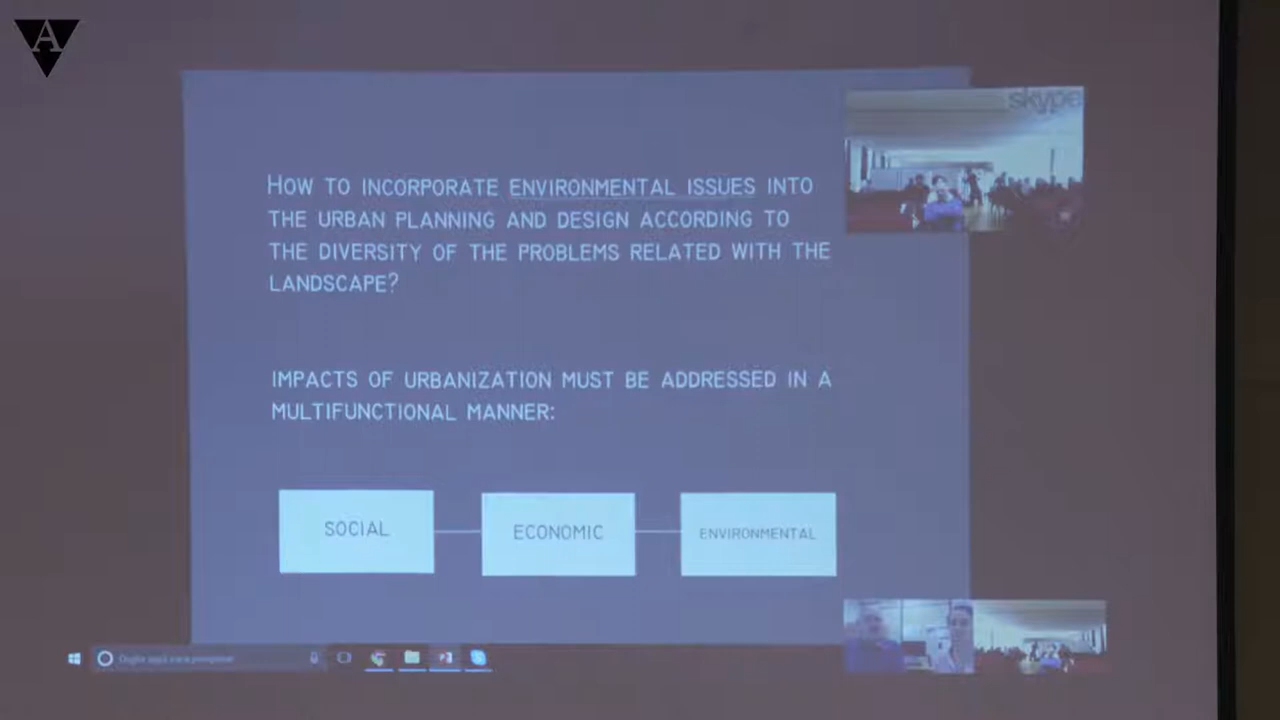 A
skype
HOW TO INCORPORATE ENVIRONMENTAL ISSUES INTO
THE URBAN PLANNING AND DESIGN ACCORDING TO
THE DIVERSITY OF THE PROBLEMS RELATED WITH THE
LANDSCAPE?
IMPACTS OF URBANIZATION MUST BE ADDRESSED IN A
MULTIFUNCTIONAL MANNER:
SOCIAL
ECONOMIC
ENVIRONMENTAL